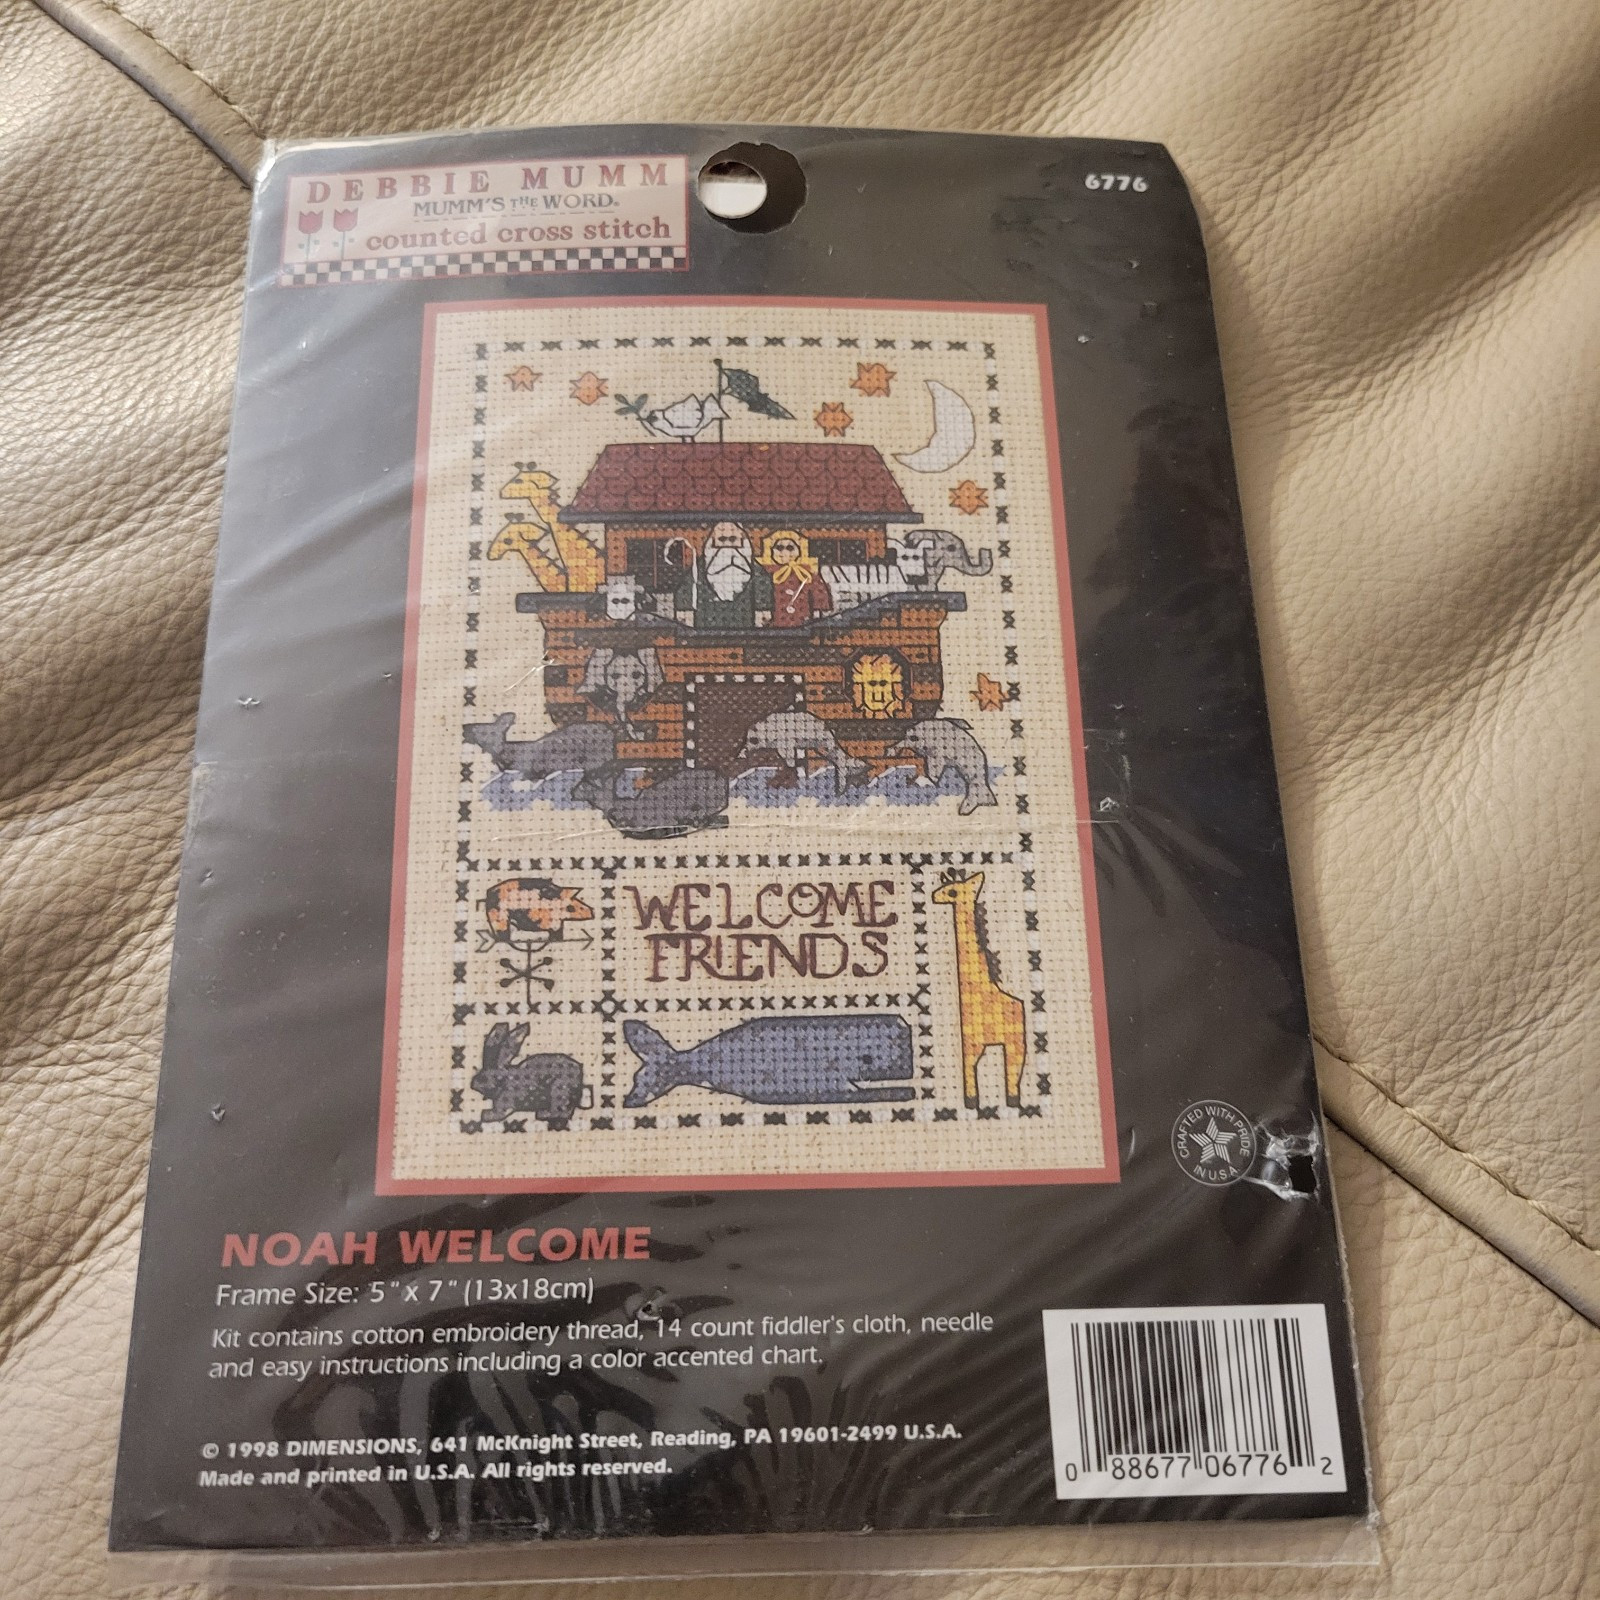 DEBBIE MUMM
MUMM'S THE WORD®
counted cross stitch
6776
WELCOME
FRIENDS
CRAFTED WITH PRIDE
IN U.S.A.
NOAH WELCOME
Frame Size: 5" x 7" (13x18cm)
Kit contains cotton embroidery thread, 14 count fiddler's cloth, needle
and easy instructions including a color accented chart.
© 1998 DIMENSIONS, 641 McKnight Street, Reading, PA 19601-2499 U.S.A.
Made and printed in U.S.A. All rights reserved.
0 88677 06776 2